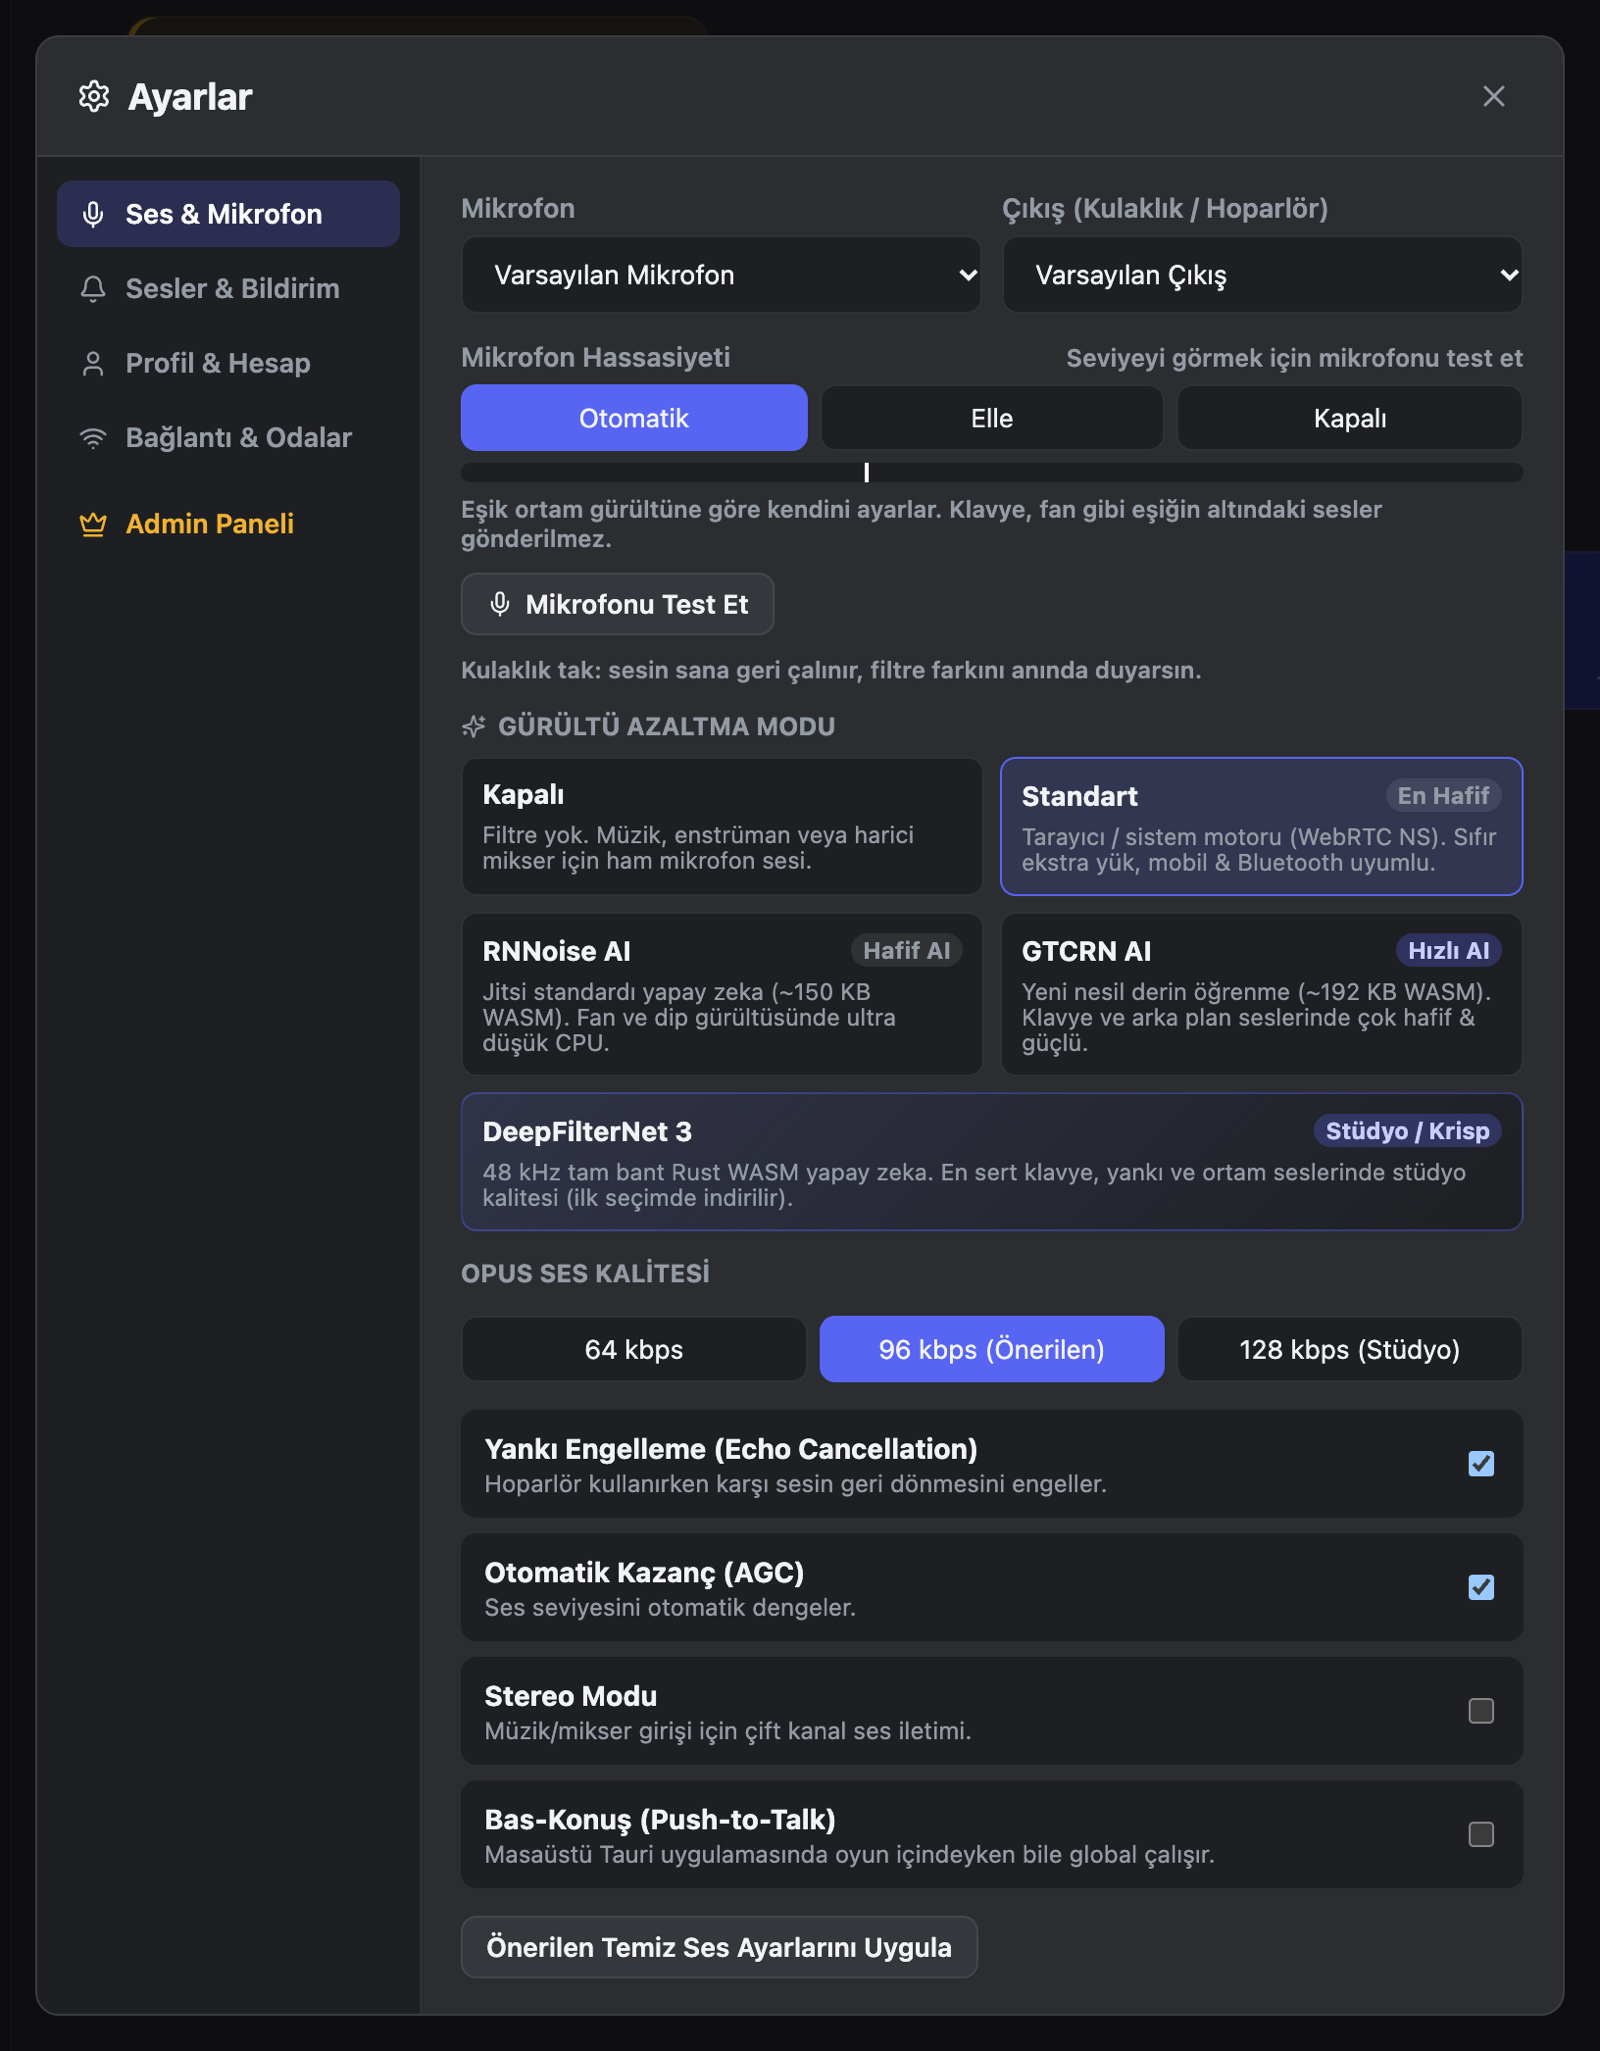 Ayarlar
Ses & Mikrofon
Sesler & Bildirim
Profil & Hesap
Bağlantı & Odalar
Admin Paneli
Mikrofon
Varsayılan Mikrofon
Çıkış (Kulaklık / Hoparlör)
Varsayılan Çıkış
Mikrofon Hassasiyeti
Seviyeyi görmek için mikrofonu test et
Otomatik
Elle
Kapalı
Eşik ortam gürültüne göre kendini ayarlar. Klavye, fan gibi eşiğin altındaki sesler
gönderilmez.
Mikrofonu Test Et
Kulaklık tak: sesin sana geri çalınır, filtre farkını anında duyarsın.
GÜRÜLTÜ AZALTMA MODU
Kapalı
Filtre yok. Müzik, enstrüman veya harici
mikser için ham mikrofon sesi.
Standart
En Hafif
Tarayıcı / sistem motoru (WebRTC NS). Sıfır
ekstra yük, mobil & Bluetooth uyumlu.
RNNoise AI
Hafif AI
Jitsi standardı yapay zeka (~150 KB
WASM). Fan ve dip gürültüsünde ultra
düşük CPU.
GTCRN AI
Hızlı AI
Yeni nesil derin öğrenme (~192 KB WASM).
Klavye ve arka plan seslerinde çok hafif &
güçlü.
DeepFilterNet 3
Stüdyo / Krisp
48 kHz tam bant Rust WASM yapay zeka. En sert klavye, yankı ve ortam seslerinde stüdyo
kalitesi (ilk seçimde indirilir).
OPUS SES KALİTESİ
64 kbps
96 kbps (Önerilen)
128 kbps (Stüdyo)
Yankı Engelleme (Echo Cancellation)
Hoparlör kullanırken karşı sesin geri dönmesini engeller.
Otomatik Kazanç (AGC)
Ses seviyesini otomatik dengeler.
Stereo Modu
Müzik/mikser girişi için çift kanal ses iletimi.
Bas-Konuş (Push-to-Talk)
Masaüstü Tauri uygulamasında oyun içindeyken bile global çalışır.
Önerilen Temiz Ses Ayarlarını Uygula